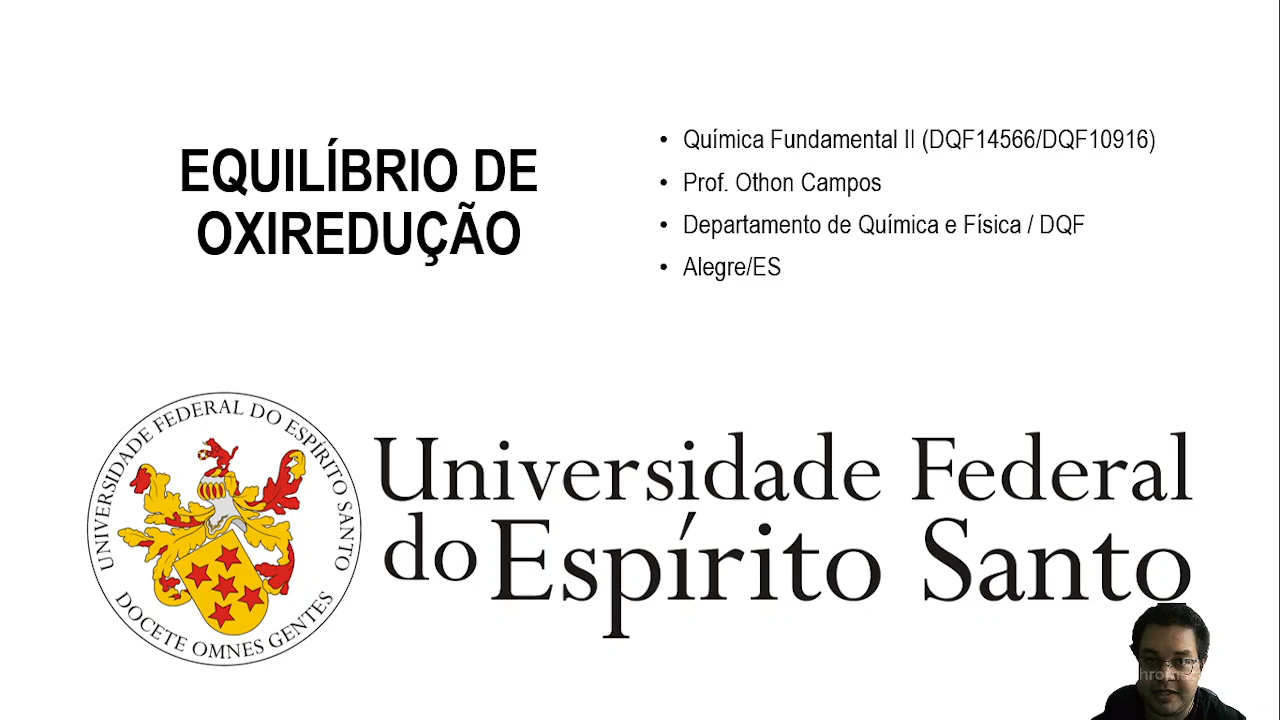 EQUILÍBRIO DE
OXIREDUÇÃO
• Química Fundamental II (DQF14566/DQF10916)
• Prof. Othon Campos
• Departamento de Química e Física / DQF
• Alegre/ES
UNIVERSIDADE FEDERAL DO ESPÍRITO SANTO
DOCETE OMNES GENTES
Universidade Federal
do Espírito Santo